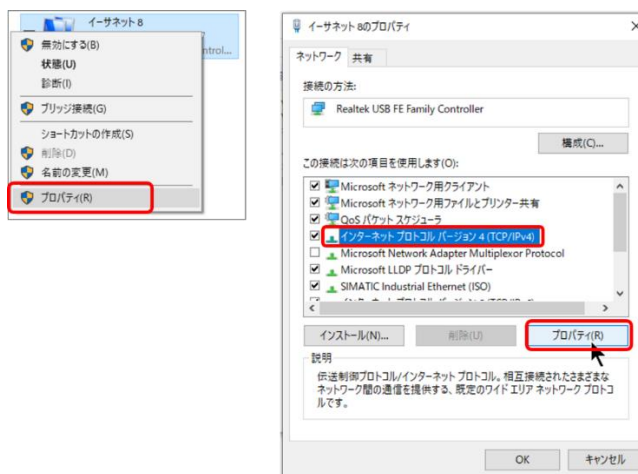 イーサネット 8
ntrol...
無効にする(B)
状態(U)
診断(I)
ブリッジ接続(G)
ショートカットの作成(S)
削除(D)
名前の変更(M)
プロパティ(R)
イーサネット 8のプロパティ
ネットワーク 共有
接続の方法:
Realtek USB FE Family Controller
構成(C)...
この接続は次の項目を使用します(O):
Microsoft ネットワーク用クライアント
Microsoft ネットワーク用ファイルとプリンター共有
QoS パケット スケジューラ
インターネット プロトコル バージョン 4 (TCP/IPv4)
Microsoft Network Adapter Multiplexor Protocol
Microsoft LLDP プロトコル ドライバー
SIMATIC Industrial Ethernet (ISO)
インストール(N)... 削除(U) プロパティ(R)
説明
伝送制御プロトコル/インターネット プロトコル。相互接続されたさまざまな
ネットワーク間の通信を提供する、既定のワイド エリア ネットワーク プロトコ
ルです。
OK キャンセル